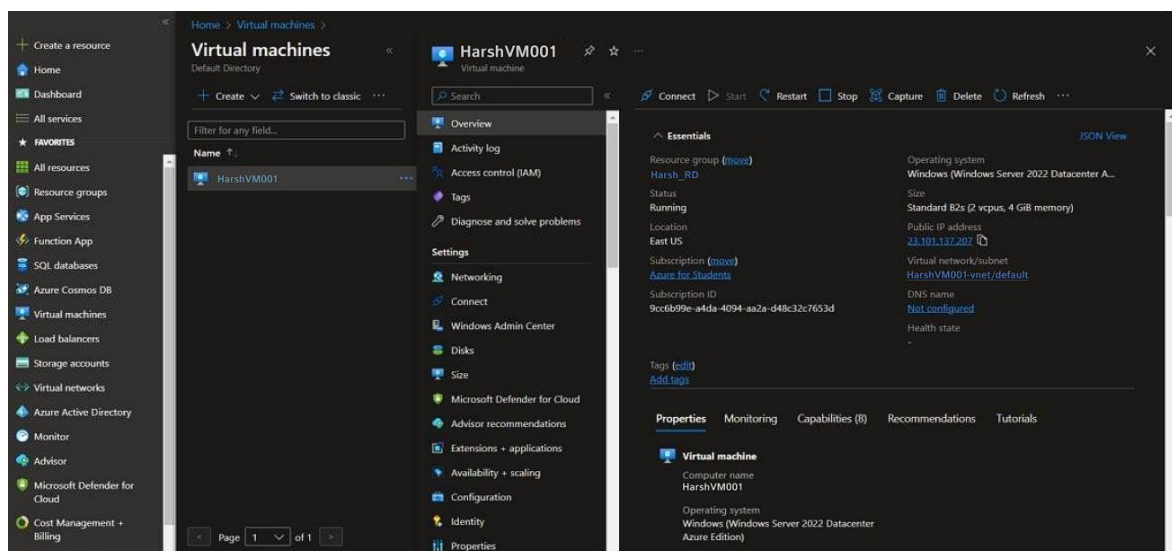 Create a resource
Home
Dashboard
All services
FAVORITES
All resources
Resource groups
App Services
Function App
SQL databases
Azure Cosmos DB
Virtual machines
Load balancers
Storage accounts
Virtual networks
Azure Active Directory
Monitor
Advisor
Microsoft Defender for
Cloud
Cost Management +
Billing
Home > Virtual machines >
Virtual machines
Default Directory
+ Create Switch to classic ...
Filter for any field...
Name ↑↓
HarshVM001 ...
< Page 1 of 1 >
HarshVM001 ...
Virtual machine
Search
Overview
Activity log
Access control (IAM)
Tags
Diagnose and solve problems
Settings
Networking
Connect
Windows Admin Center
Disks
Size
Microsoft Defender for Cloud
Advisor recommendations
Extensions + applications
Availability + scaling
Configuration
Identity
Properties
Connect Start Restart Stop Capture Delete Refresh ...
Essentials JSON View
Resource group (move)
Harsh_RD
Status
Running
Location
East US
Subscription (move)
Azure for Students
Subscription ID
9cc6b99e-a4da-4094-aa2a-d48c32c7653d
Operating system
Windows (Windows Server 2022 Datacenter A...
Size
Standard B2s (2 vcpus, 4 GiB memory)
Public IP address
23.101.137.207
Virtual network/subnet
HarshVM001-vnet/default
DNS name
Not configured
Health state
-
Tags (edit)
Add tags
Properties Monitoring Capabilities (8) Recommendations Tutorials
Virtual machine
Computer name
HarshVM001
Operating system
Windows (Windows Server 2022 Datacenter
Azure Edition)